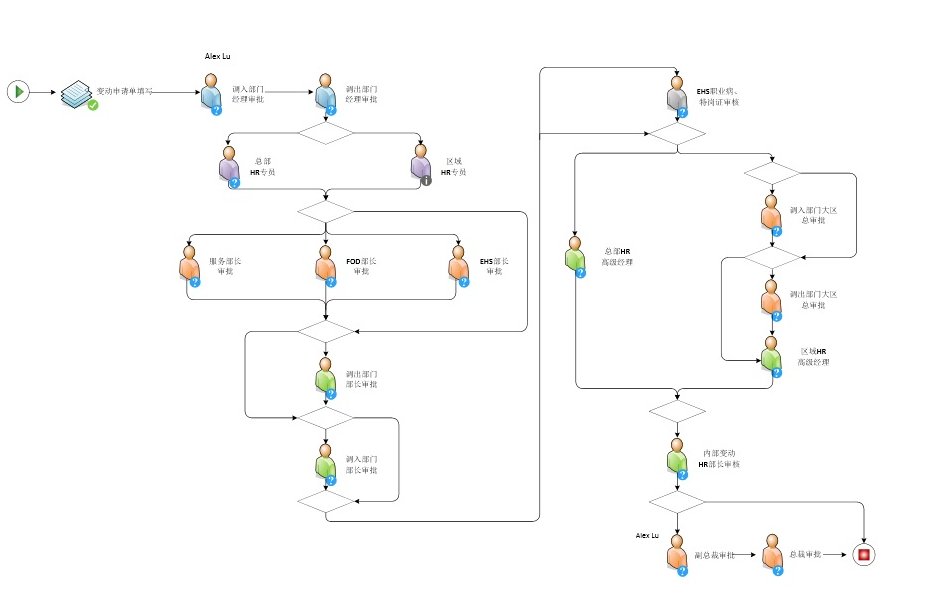 Alex Lu
变动申请单填写
调入部门
经理审批
调出部门
经理审批
总部
HR专员
区域
HR专员
服务部长
审批
FOD部长
审批
EHS部长
审批
调出部门
部长审批
调入部门
部长审批
EHS职业病、
特岗证审核
调入部门大区
总审批
总部HR
高级经理
调出部门大区
总审批
区域HR
高级经理
内部变动
HR部长审核
Alex Lu
副总裁审批
总裁审批